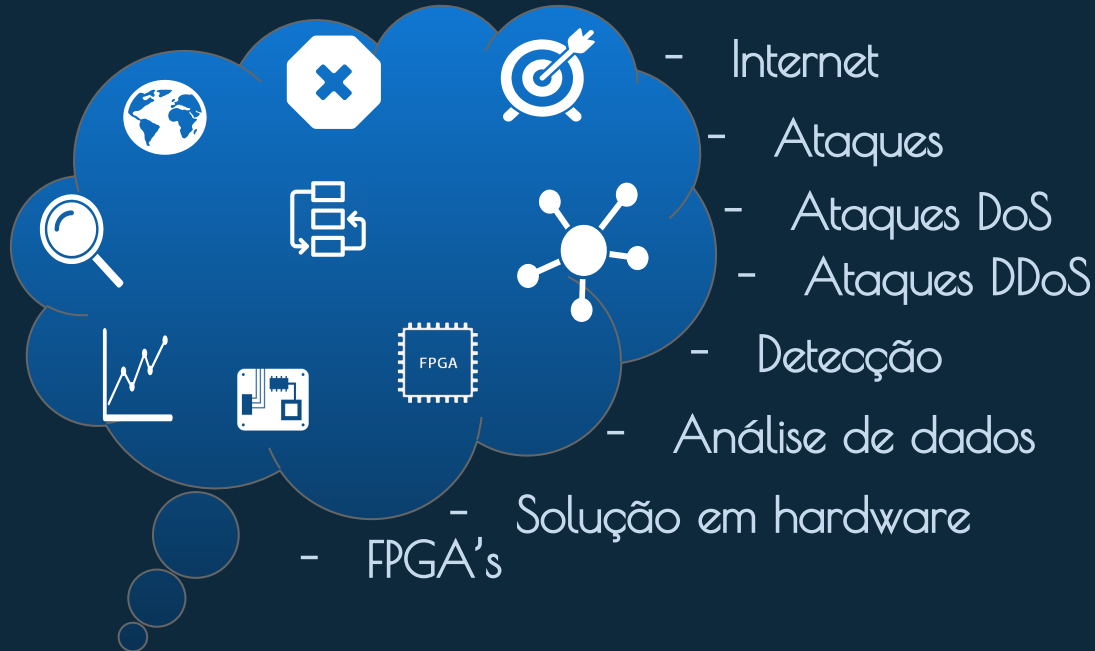 - Internet
- Ataques
- Ataques DoS
- Ataques DDoS
- Detecção
FPGA
- Análise de dados
- Solução em hardware
- FPGA's